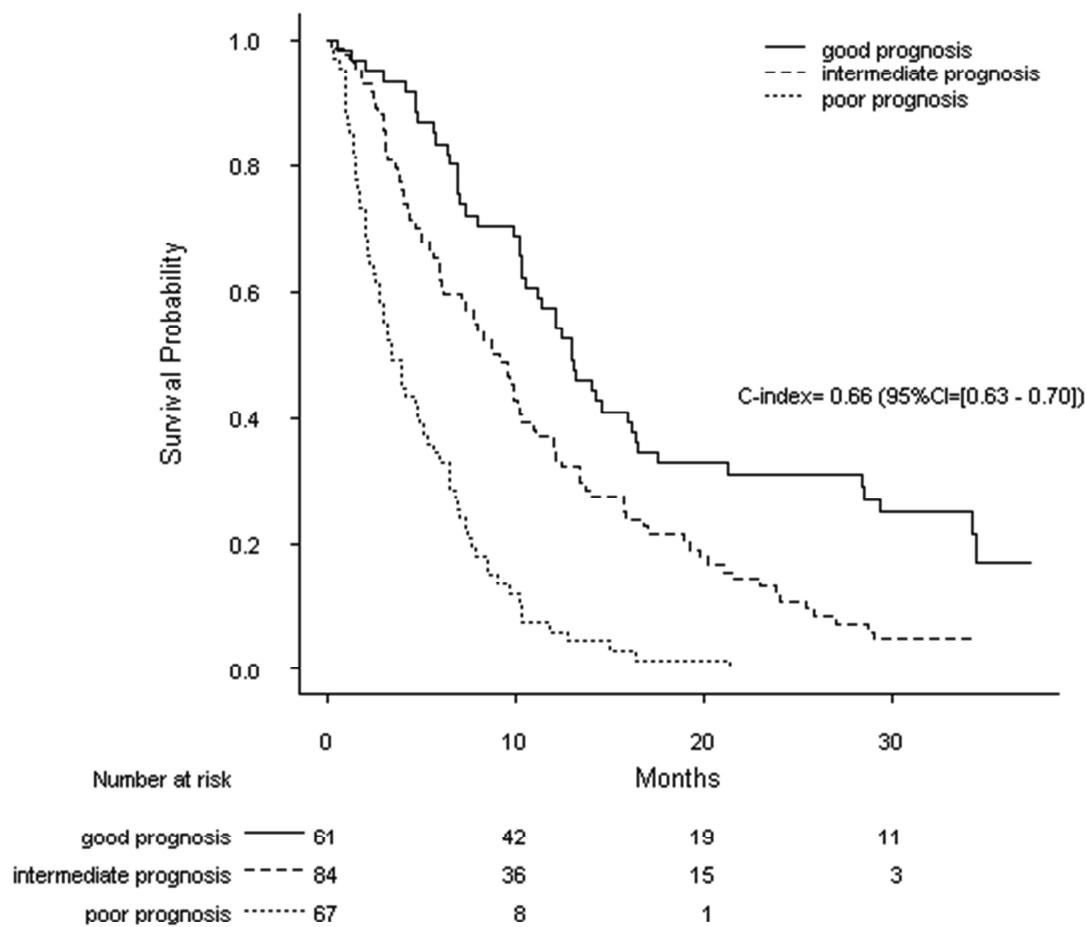 good prognosis
intermediate prognosis
poor prognosis
1.0
0.8
0.6
0.4
0.2
0.0
Survival Probability
C-index= 0.66 (95%CI=[0.63 - 0.70])
0 10 20 30
Months
Number at risk
good prognosis 61 42 19 11
intermediate prognosis 84 36 15 3
poor prognosis 67 8 1